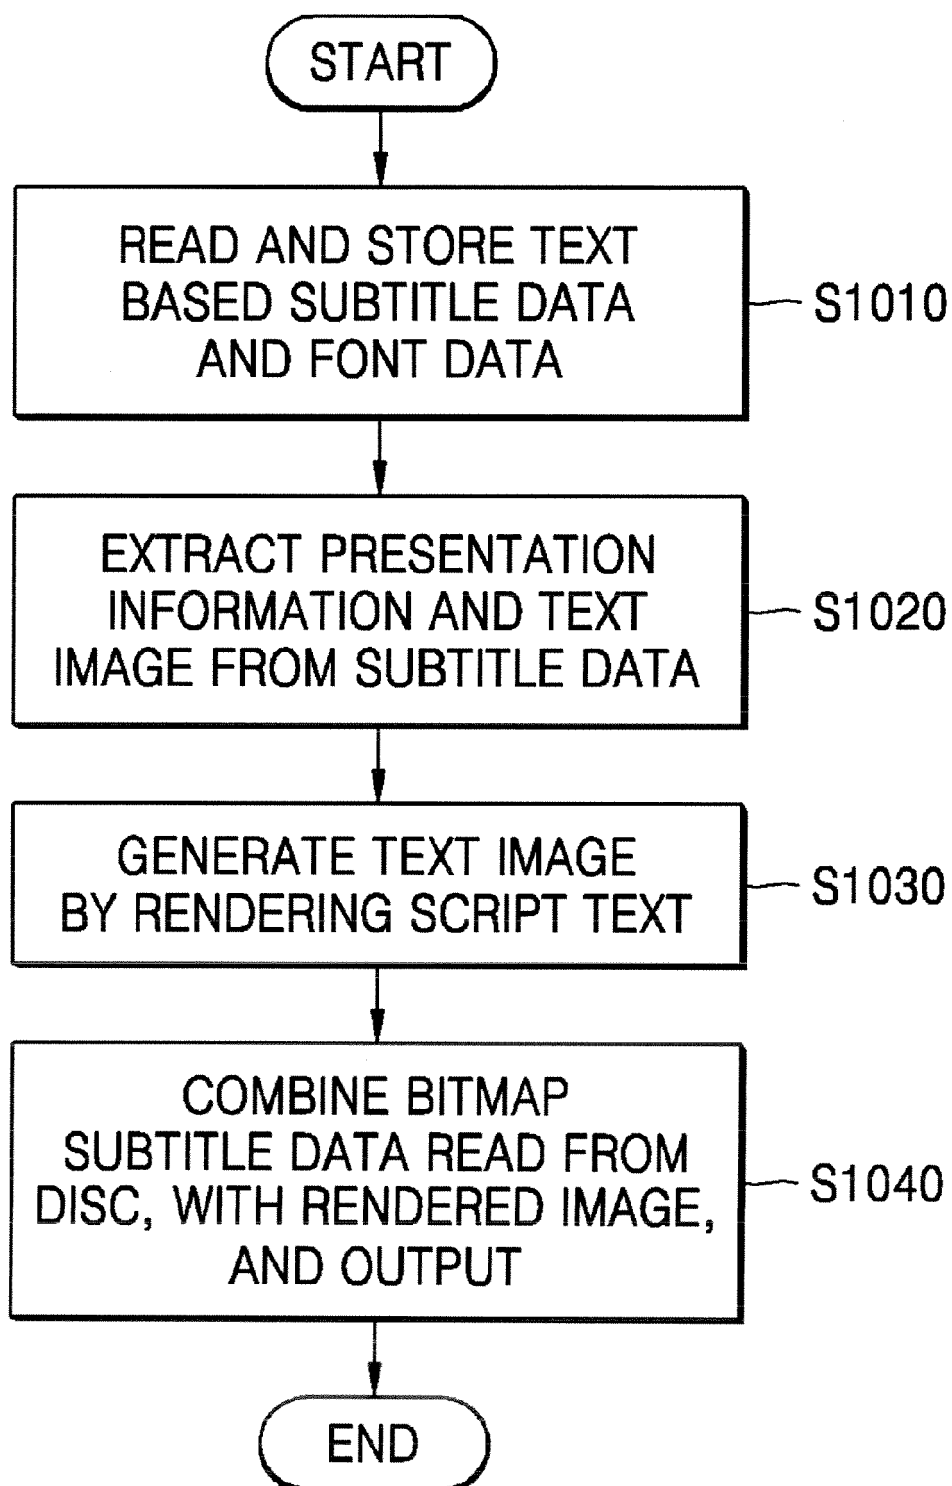 START
READ AND STORE TEXT
BASED SUBTITLE DATA
AND FONT DATA
S1010
EXTRACT PRESENTATION
INFORMATION AND TEXT
IMAGE FROM SUBTITLE DATA
S1020
GENERATE TEXT IMAGE
BY RENDERING SCRIPT TEXT
S1030
COMBINE BITMAP
SUBTITLE DATA READ FROM
DISC, WITH RENDERED IMAGE,
AND OUTPUT
S1040
END